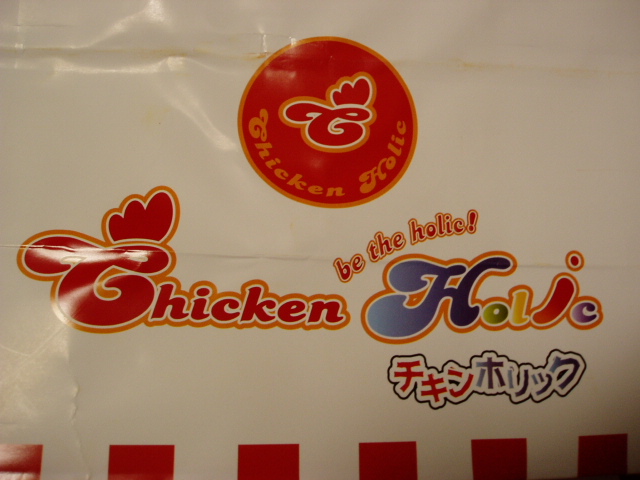 Chicken Holic
be the holic!
Chicken Holic
チキンホリック